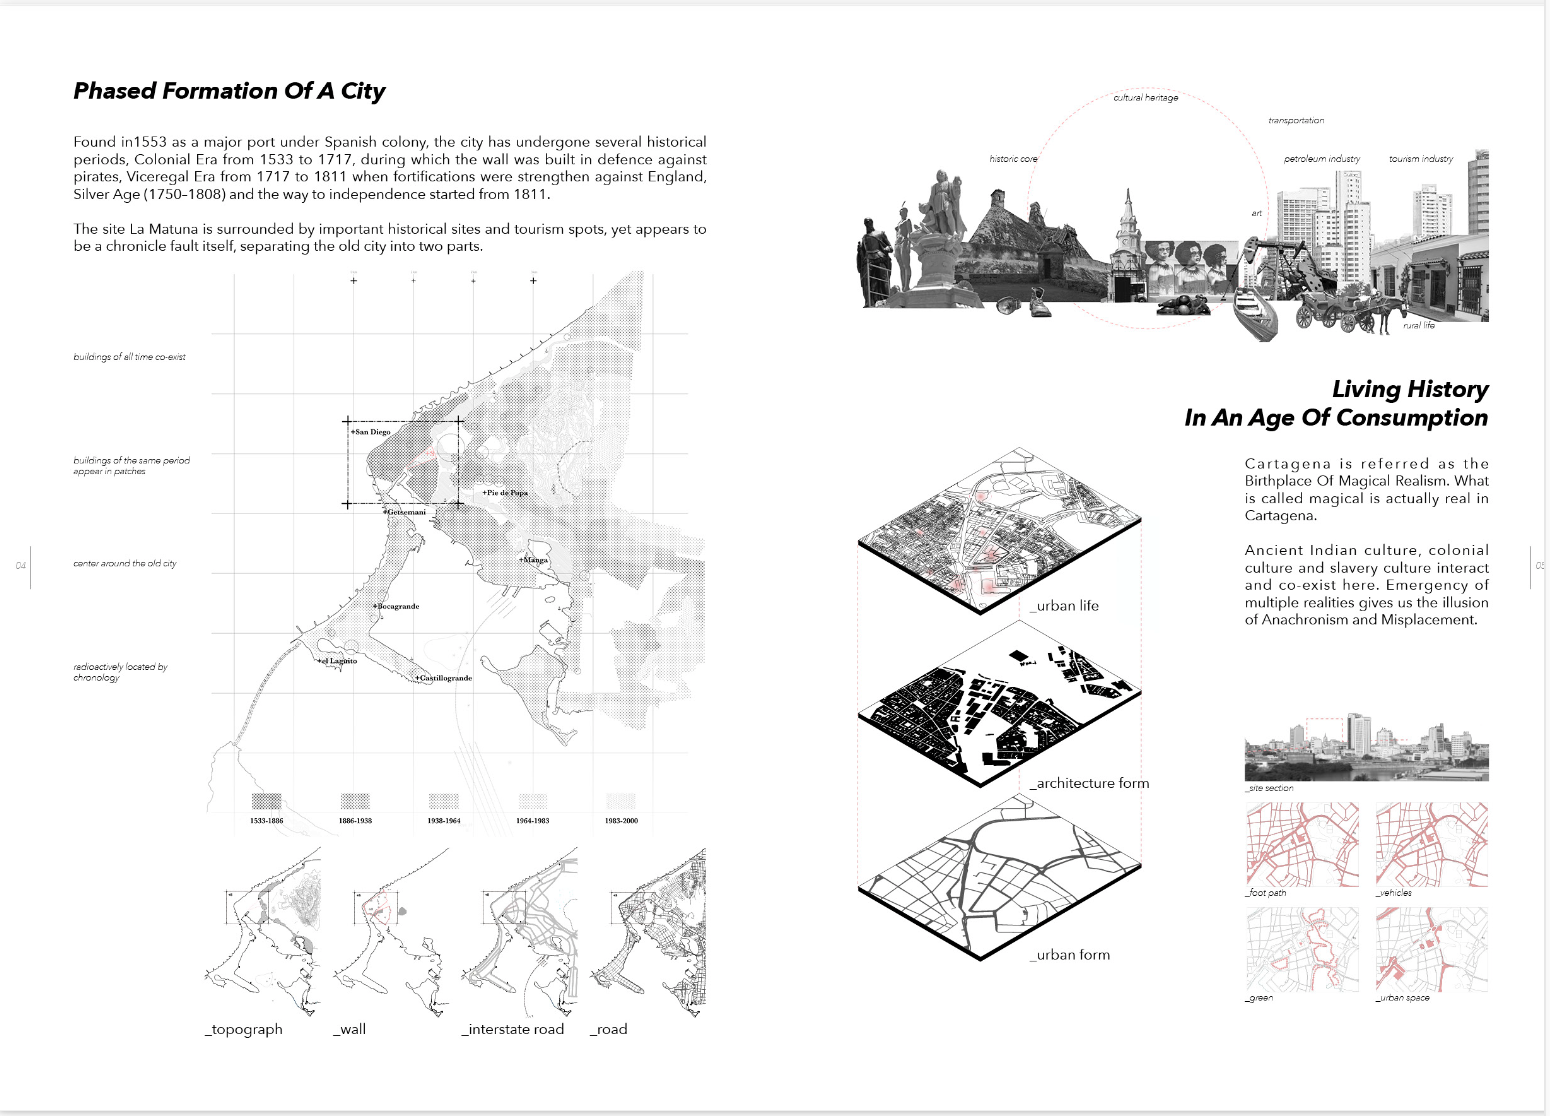 Phased Formation Of A City
Found in1553 as a major port under Spanish colony, the city has undergone several historical
periods, Colonial Era from 1533 to 1717, during which the wall was built in defence against
pirates, Viceregal Era from 1717 to 1811 when fortifications were strengthen against England,
Silver Age (1750–1808) and the way to independence started from 1811.
The site La Matuna is surrounded by important historical sites and tourism spots, yet appears to
be a chronicle fault itself, separating the old city into two parts.
buildings of all time co-exist
buildings of the same period
appear in patches
center around the old city
radioactively located by
chronology
04
+San Diego
+Pie de Popa
+Getsemani
+Manga
+Bocagrande
+el Laguito
+Castillogrande
1533-1886
1886-1938
1938-1964
1964-1983
1983-2000
_topograph
_wall
_interstate road
_road
cultural heritage
transportation
historic core
petroleum industry
tourism industry
art
rural life
Living History
In An Age Of Consumption
Cartagena is referred as the
Birthplace Of Magical Realism. What
is called magical is actually real in
Cartagena.
Ancient Indian culture, colonial
culture and slavery culture interact
and co-exist here. Emergency of
multiple realities gives us the illusion
of Anachronism and Misplacement.
_urban life
_architecture form
_urban form
_site section
_foot path
_vehicles
_green
_urban space